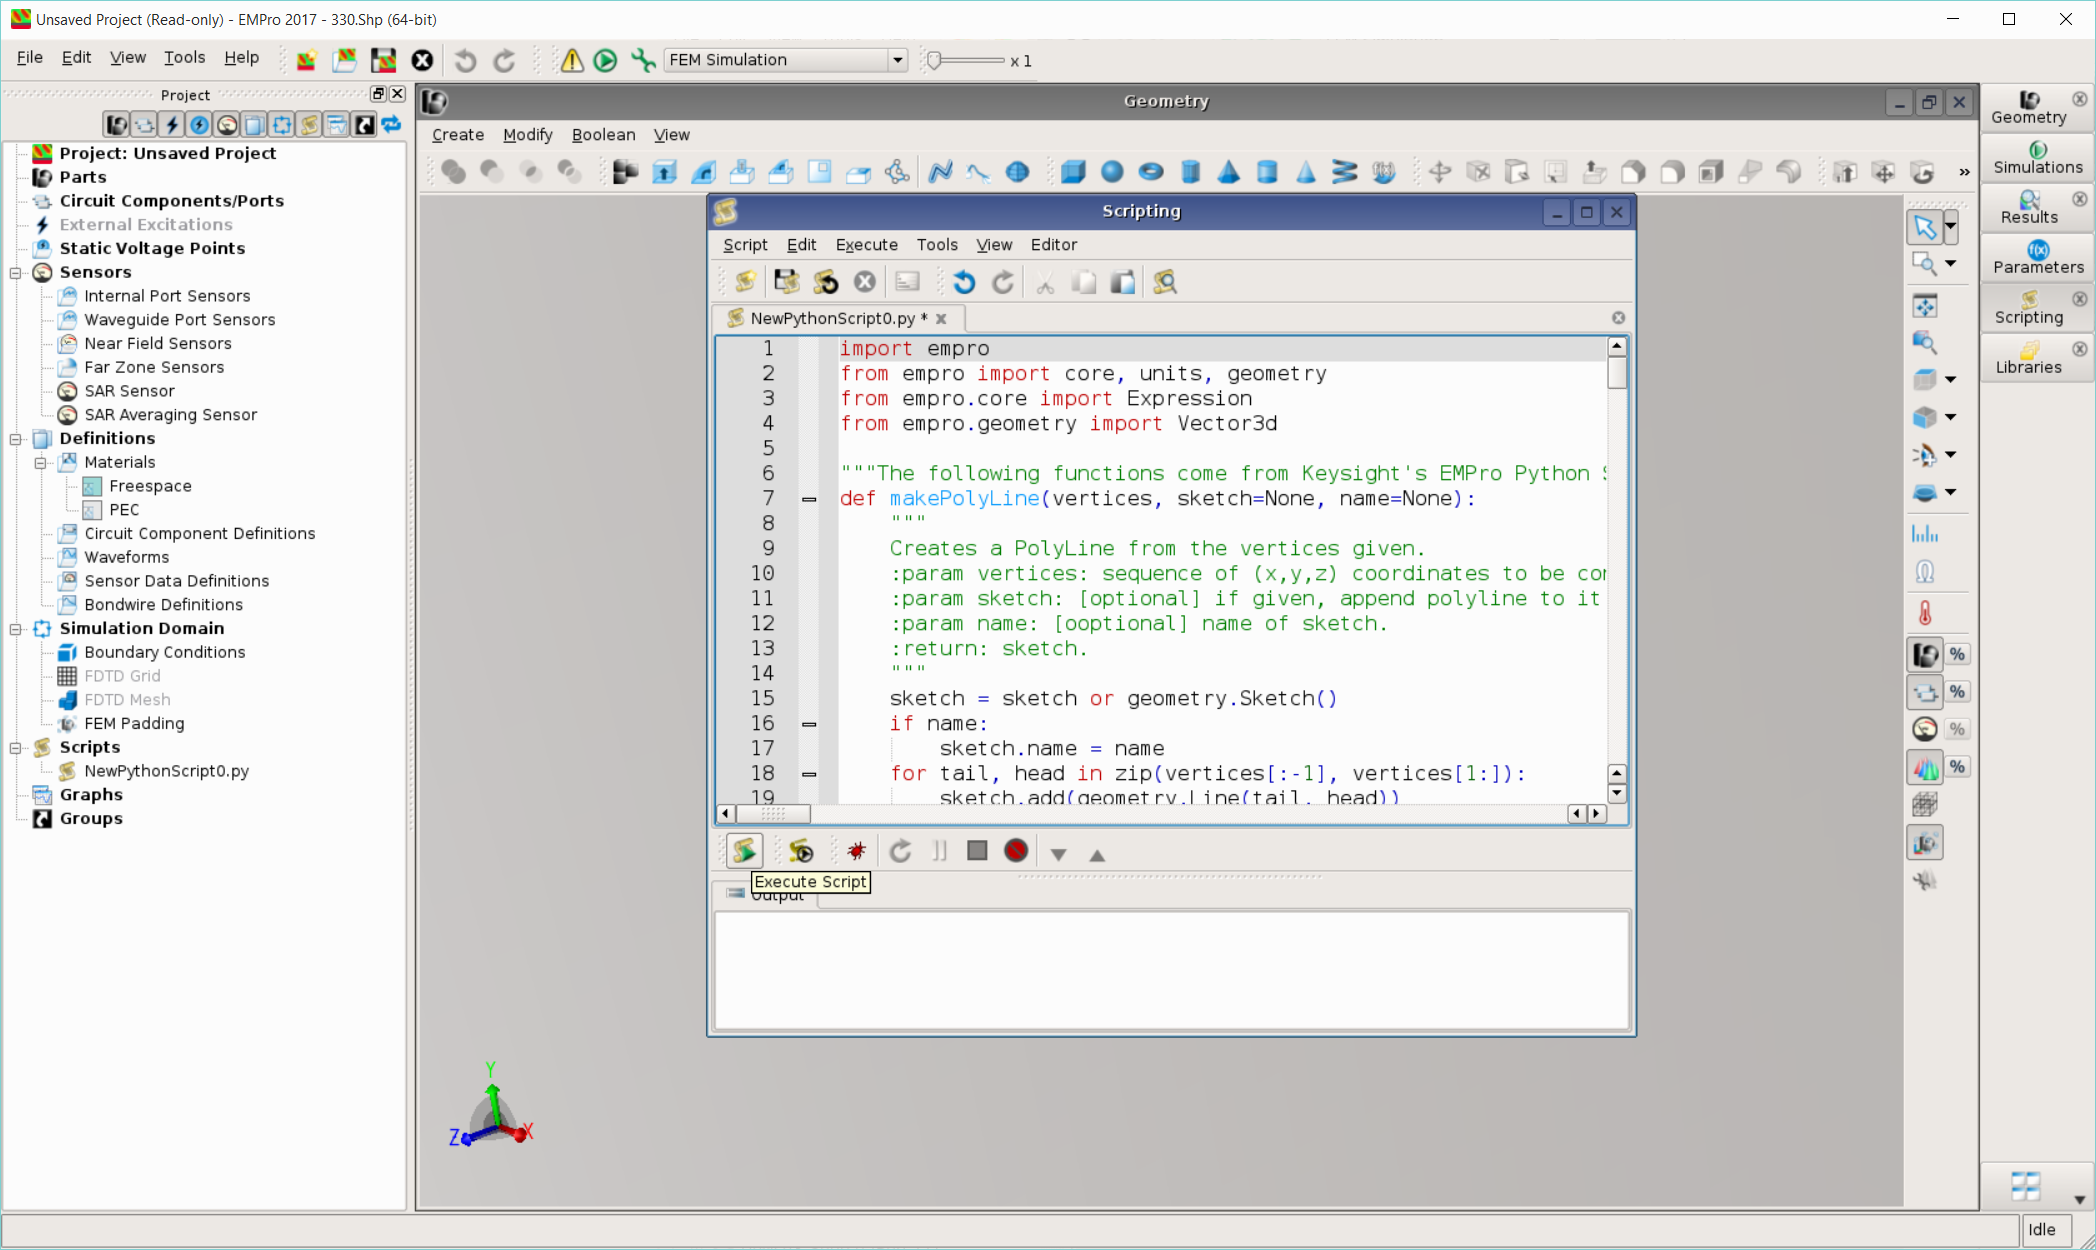 Unsaved Project (Read-only) - EMPro 2017 - 330.Shp (64-bit)
File Edit View Tools Help
FEM Simulation
x 1
Project
Project: Unsaved Project
Parts
Circuit Components/Ports
External Excitations
Static Voltage Points
Sensors
Internal Port Sensors
Waveguide Port Sensors
Near Field Sensors
Far Zone Sensors
SAR Sensor
SAR Averaging Sensor
Definitions
Materials
Freespace
PEC
Circuit Component Definitions
Waveforms
Sensor Data Definitions
Bondwire Definitions
Simulation Domain
Boundary Conditions
FDTD Grid
FDTD Mesh
FEM Padding
Scripts
NewPythonScript0.py
Graphs
Groups
Geometry
Create Modify Boolean View
»
Scripting
Script Edit Execute Tools View Editor
NewPythonScript0.py *
1 import empro
2 from empro import core, units, geometry
3 from empro.core import Expression
4 from empro.geometry import Vector3d
5
6 """The following functions come from Keysight's EMPro Python
7 def makePolyLine(vertices, sketch=None, name=None):
8 """
9 Creates a PolyLine from the vertices given.
10 :param vertices: sequence of (x,y,z) coordinates to be
11 :param sketch: [optional] if given, append polyline to it
12 :param name: [ooptional] name of sketch.
13 :return: sketch.
14 """
15 sketch = sketch or geometry.Sketch()
16 if name:
17 sketch.name = name
18 for tail, head in zip(vertices[:-1], vertices[1:]):
19 sketch.add(geometry.Line(tail, head))
Execute Script
Output
Y
Z
X
Geometry
Simulations
Results
f(x)
Parameters
Scripting
Libraries
%
%
%
%
Idle